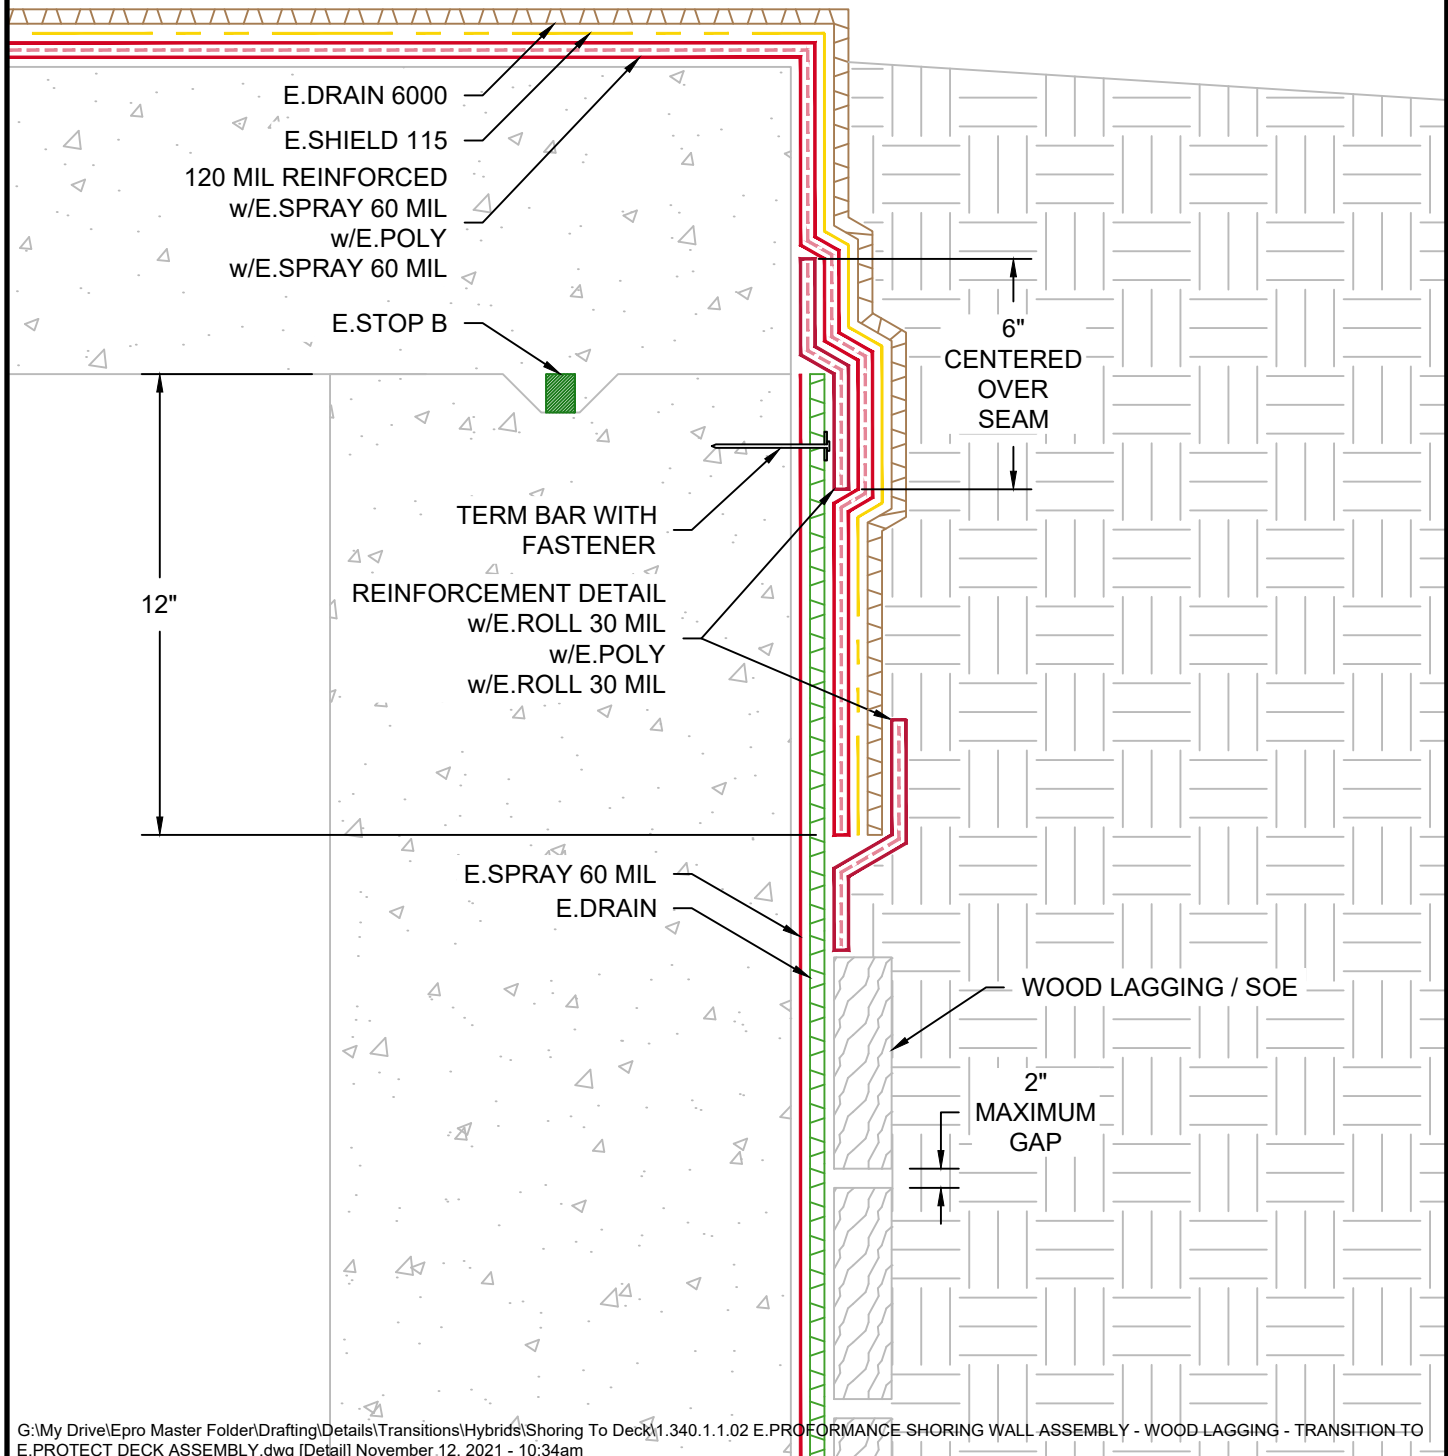 E.DRAIN 6000
E.SHIELD 115
120 MIL REINFORCED
w/E.SPRAY 60 MIL
w/E.POLY
w/E.SPRAY 60 MIL
E.STOP B
6"
CENTERED
OVER
SEAM
TERM BAR WITH
FASTENER
12"
REINFORCEMENT DETAIL
w/E.ROLL 30 MIL
w/E.POLY
w/E.ROLL 30 MIL
E.SPRAY 60 MIL
E.DRAIN
WOOD LAGGING / SOE
2"
MAXIMUM
GAP
G:\My Drive\Epro Master Folder\Drafting\Details\Transitions\Hybrids\Shoring To Deck\1.340.1.1.02 E.PROFORMANCE SHORING WALL ASSEMBLY - WOOD LAGGING - TRANSITION TO
E.PROTECT DECK ASSEMBLY.dwg [Detail] November 12, 2021 - 10:34am